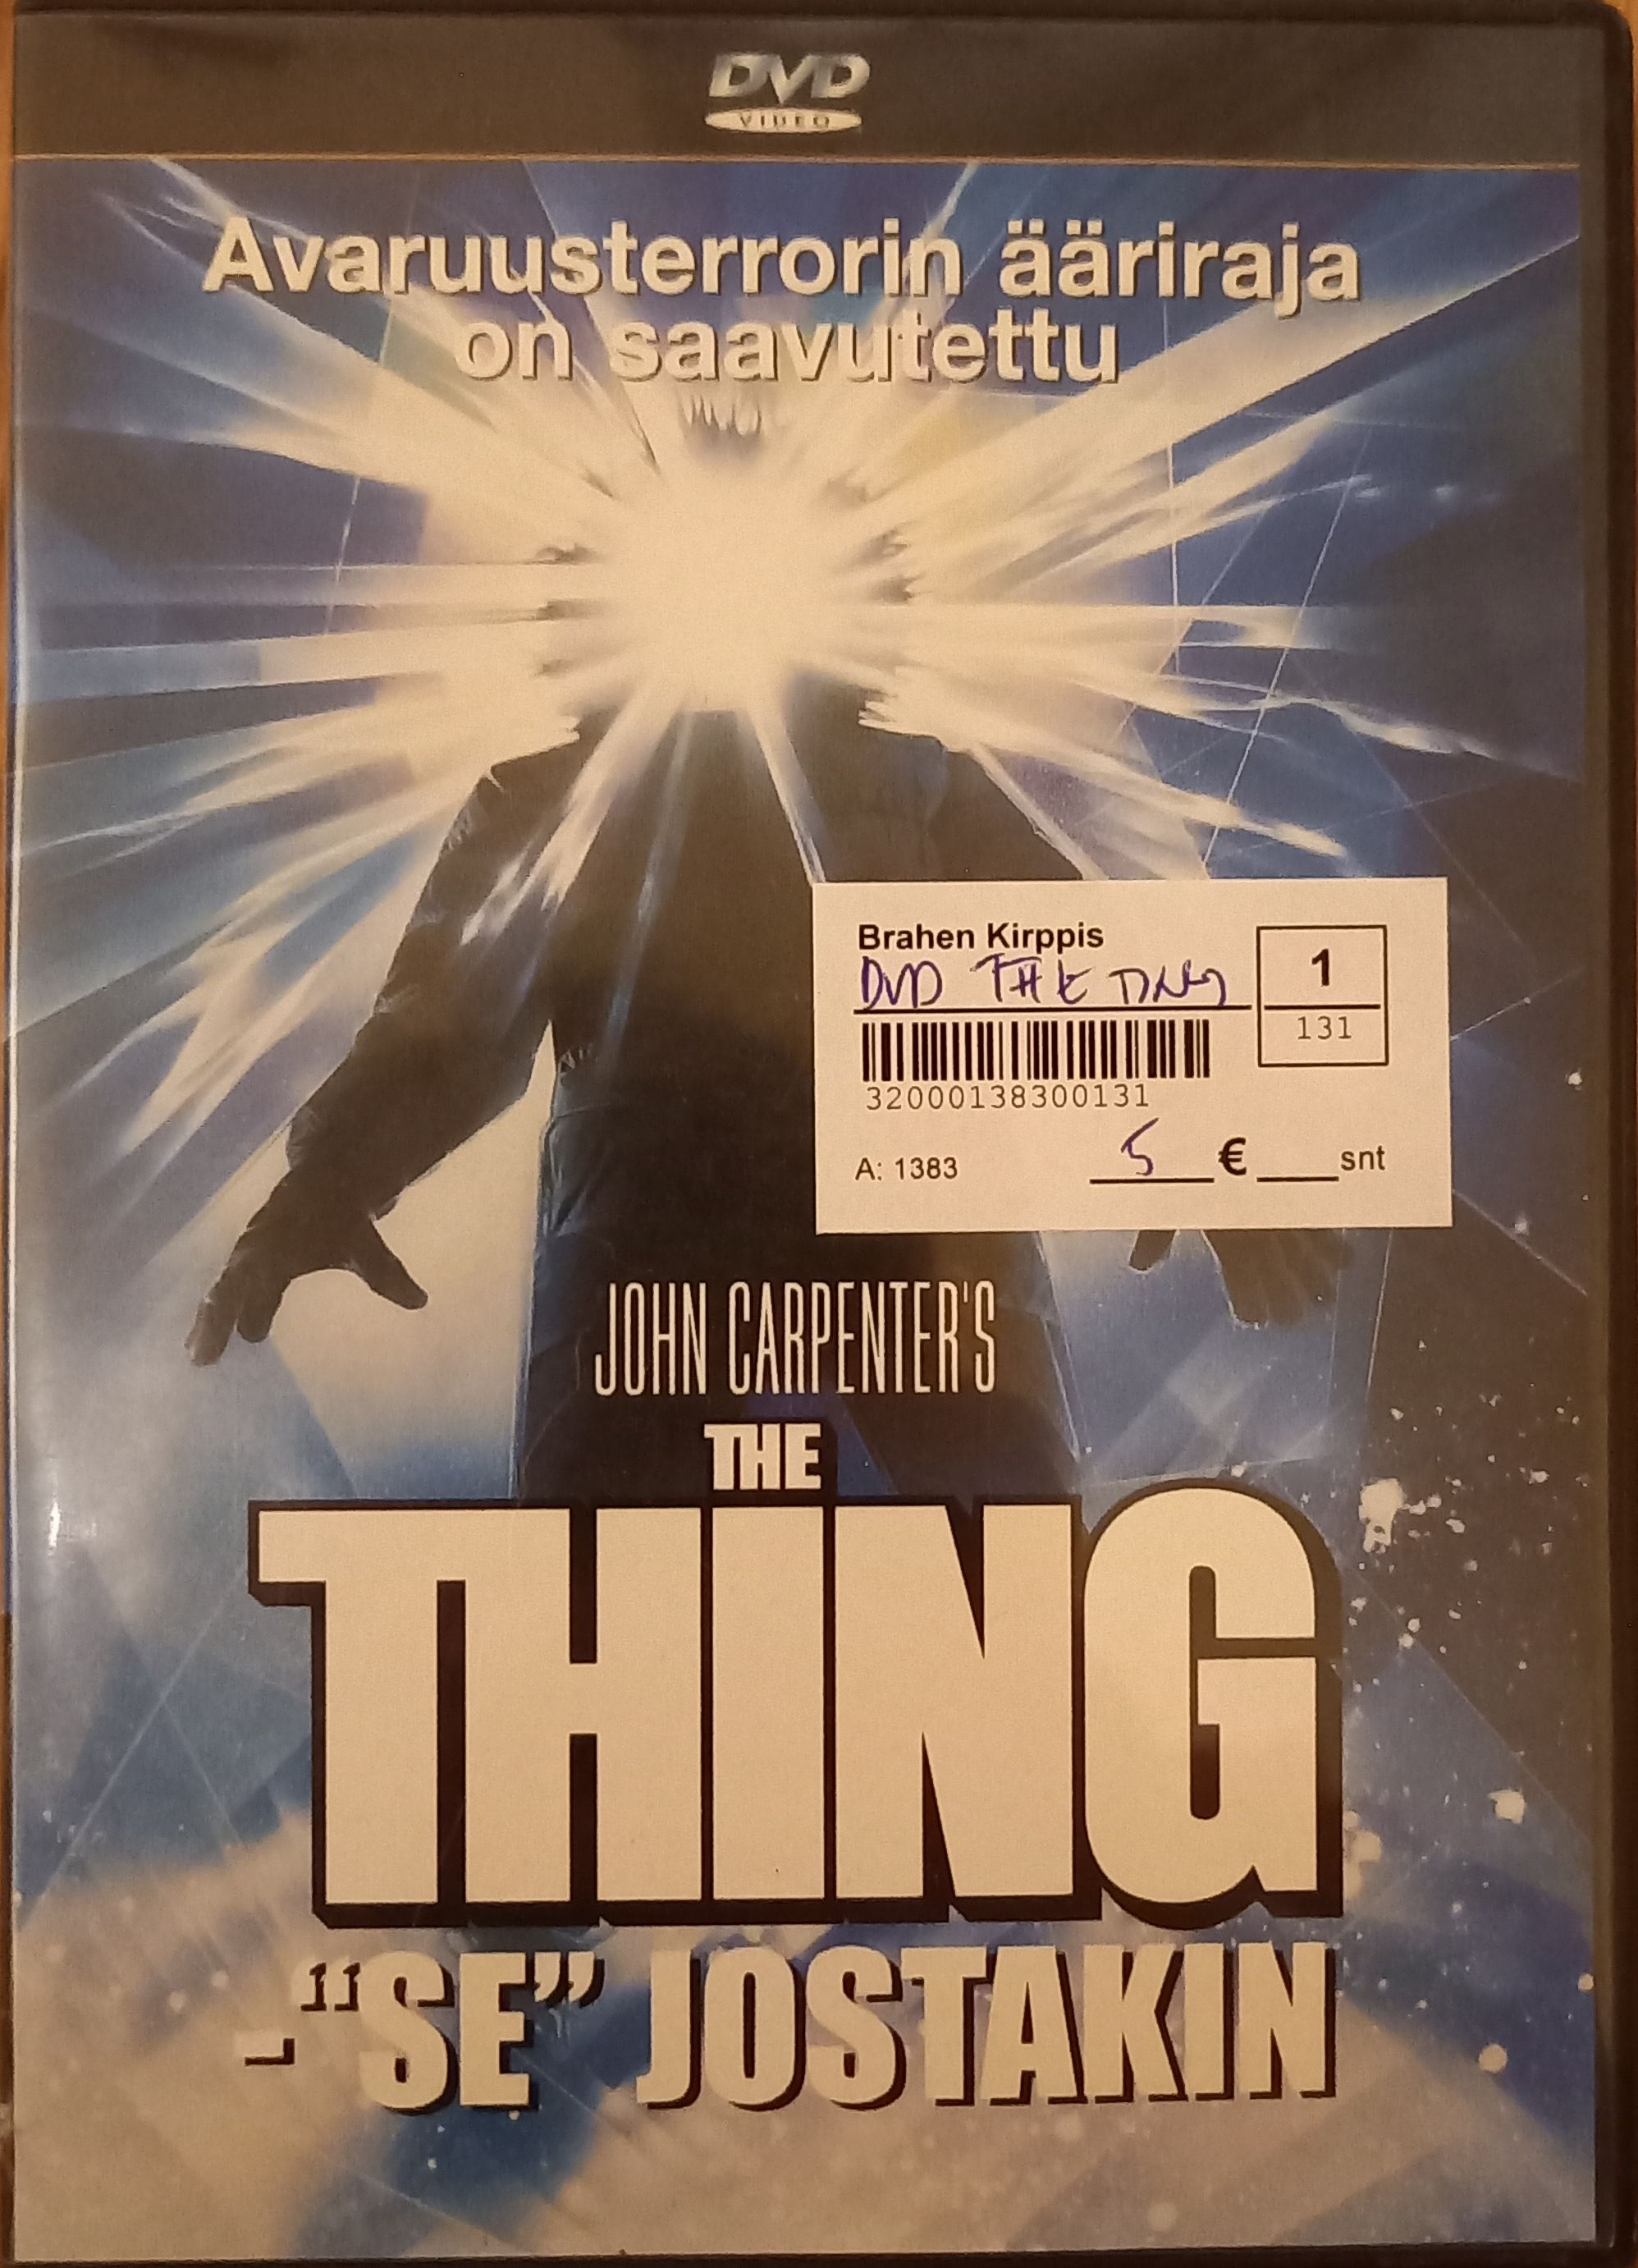 DVD
VIDEO
Avaruusterrorin ääriraja
on saavutettu
Brahen Kirppis
DVD THE THING
1
131
32000138300131
A: 1383
5 € snt
JOHN CARPENTER'S
THE
THING
-"SE" JOSTAKIN